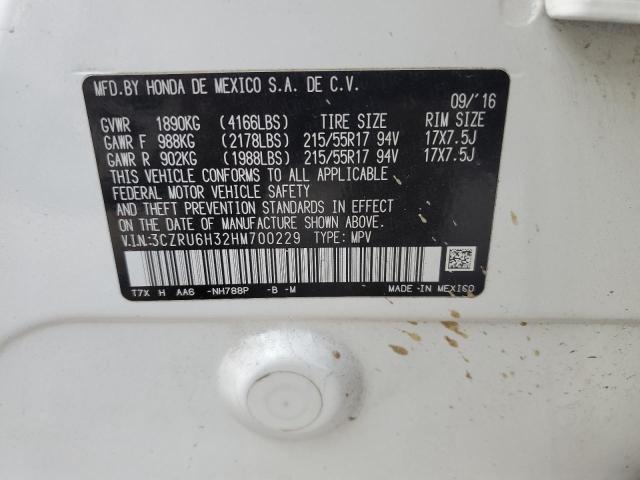 MFD.BY HONDA DE MEXICO S.A. DE C.V.
09/'16
GVWR 1890KG (4166LBS) TIRE SIZE RIM SIZE
GAWR F 988KG (2178LBS) 215/55R17 94V 17X7.5J
GAWR R 902KG (1988LBS) 215/55R17 94V 17X7.5J
THIS VEHICLE CONFORMS TO ALL APPLICABLE
FEDERAL MOTOR VEHICLE SAFETY
AND THEFT PREVENTION STANDARDS IN EFFECT
ON THE DATE OF MANUFACTURE SHOWN ABOVE.
V.I.N.:3CZRU6H32HM700229 TYPE: MPV
T7X H AA6 -NH788P -B -M MADE-IN MEXICO